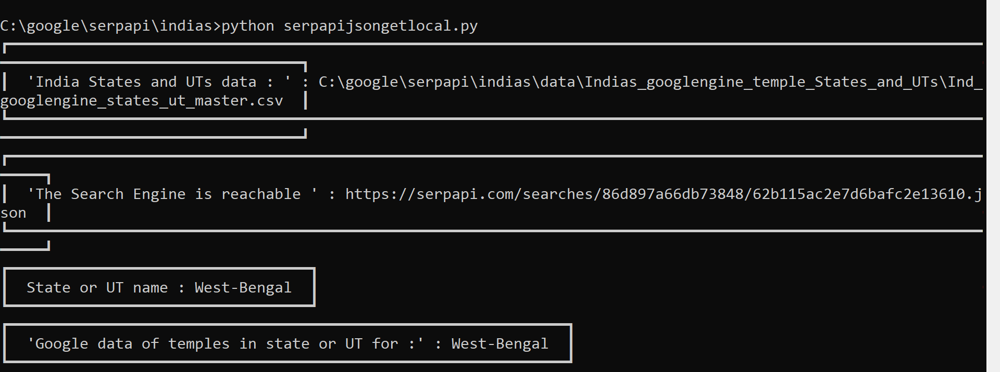 C:\google\serpapi\indias>python serpapijsongetlocal.py
'India States and UTs data : ' : C:\google\serpapi\indias\data\Indias_googlengine_temple_States_and_UTs\Ind_
googlengine_states_ut_master.csv
'The Search Engine is reachable ' : https://serpapi.com/searches/86d897a66db73848/62b115ac2e7d6bafc2e13610.j
son
State or UT name : West-Bengal
'Google data of temples in state or UT for :' : West-Bengal